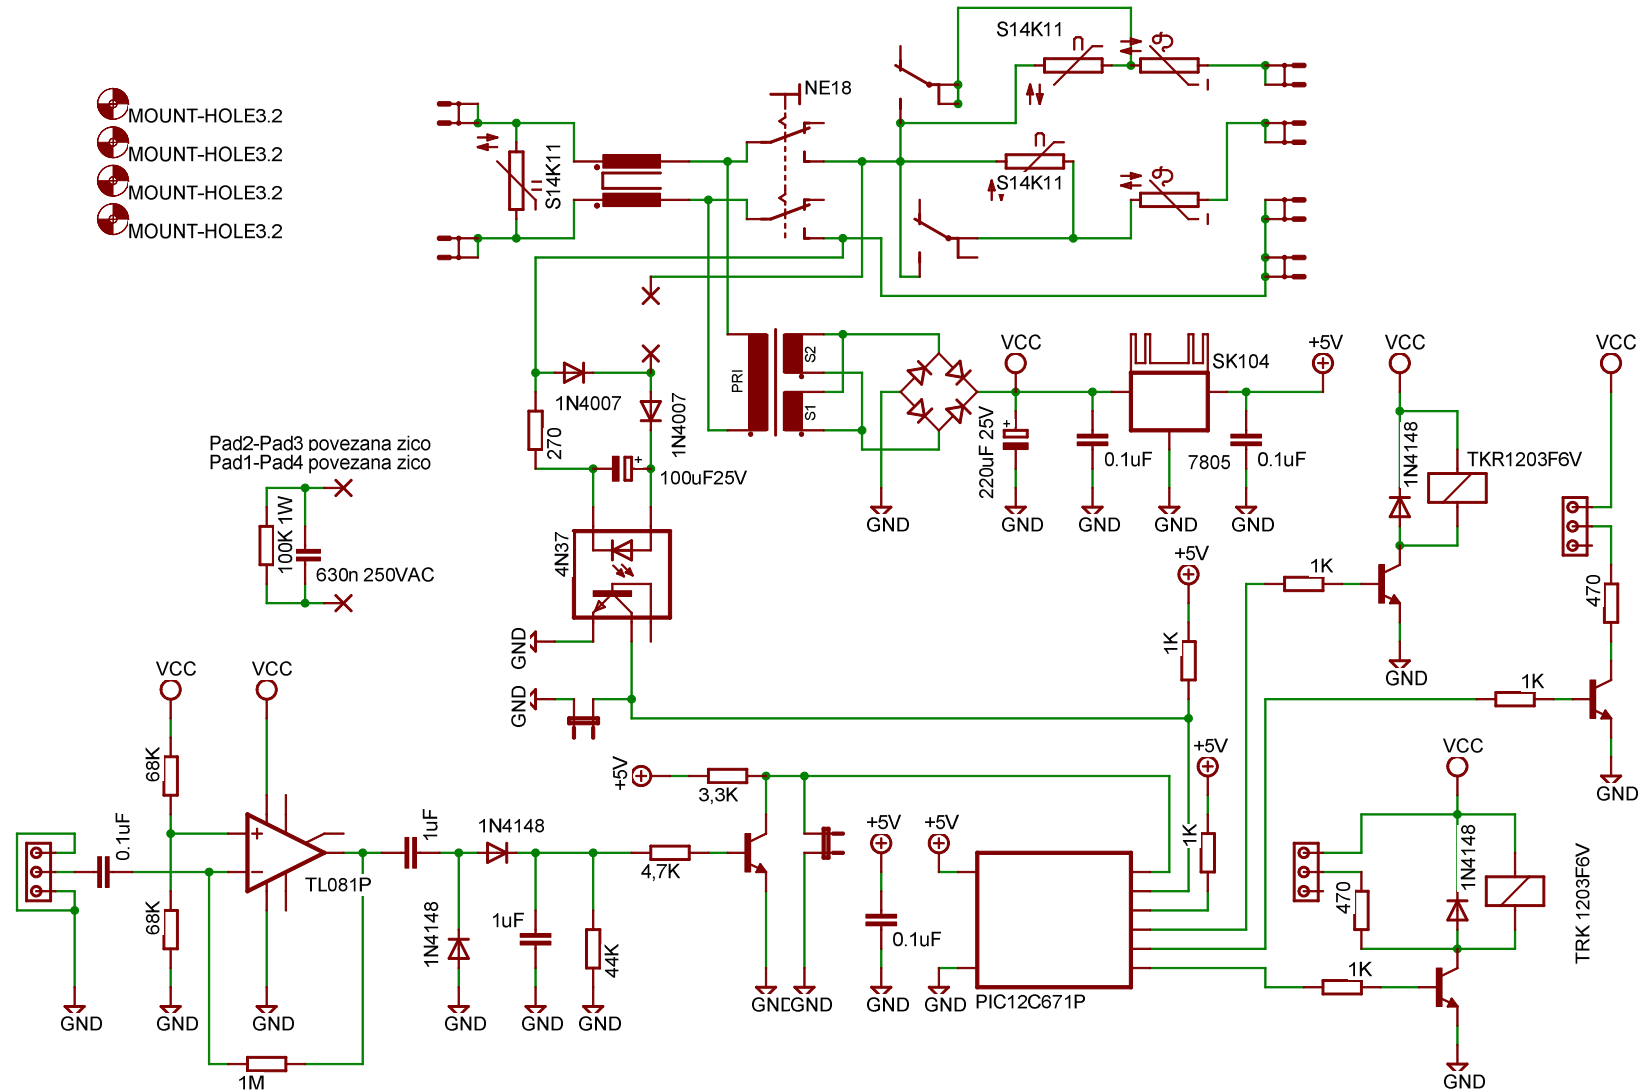 S14K11
NE18
MOUNT-HOLE3.2
MOUNT-HOLE3.2
MOUNT-HOLE3.2
MOUNT-HOLE3.2
S14K11
S14K11
VCC
+5V
VCC
VCC
SK104
PRI
S2
S1
1N4007
1N4007
270
Pad2-Pad3 povezana zico
Pad1-Pad4 povezana zico
100uF25V
220uF 25V
+
0.1uF
7805
0.1uF
1N4148
TKR1203F6V
+
GND
GND
GND
GND
GND
100K 1W
630n 250VAC
4N37
+5V
1K
470
GND
1K
GND
VCC
VCC
GND
1K
GND
68K
+5V
3,3K
+5V
VCC
GND
0.1uF
1uF
1N4148
+5V
+5V
1K
1N4148
TRK1203F6V
+
−
TL081P
4,7K
470
68K
1N4148
1uF
44K
0.1uF
1K
PIC12C671P
GND
GND
GND
GND
GND
GND
GND
GND
GND
GND
1M
GND